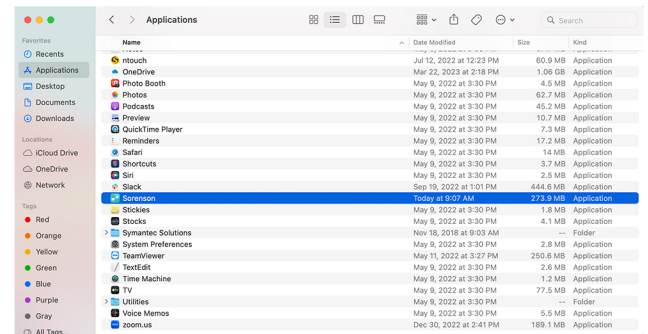 Applications
Search
Favorites
Recents
Applications
Desktop
Documents
Downloads
Locations
iCloud Drive
OneDrive
Network
Tags
Red
Orange
Yellow
Green
Blue
Purple
Gray
All Tags...
Name Date Modified Size Kind
ntouch Jul 12, 2022 at 12:23 PM 60.9 MB Application
OneDrive Mar 22, 2023 at 2:18 PM 1.06 GB Application
Photo Booth May 9, 2022 at 3:30 PM 4.5 MB Application
Photos May 9, 2022 at 3:30 PM 62.7 MB Application
Podcasts May 9, 2022 at 3:30 PM 45.2 MB Application
Preview May 9, 2022 at 3:30 PM 10.7 MB Application
QuickTime Player May 9, 2022 at 3:30 PM 7.3 MB Application
Reminders May 9, 2022 at 3:30 PM 17.2 MB Application
Safari May 9, 2022 at 3:30 PM 14 MB Application
Shortcuts May 9, 2022 at 3:30 PM 3.7 MB Application
Siri May 9, 2022 at 3:30 PM 2.5 MB Application
Slack Sep 19, 2022 at 1:01 PM 444.6 MB Application
Sorenson Today at 9:07 AM 273.9 MB Application
Stickies May 9, 2022 at 3:30 PM 1.8 MB Application
Stocks May 9, 2022 at 3:30 PM 4.1 MB Application
Symantec Solutions Nov 18, 2018 at 9:03 AM -- Folder
System Preferences May 9, 2022 at 3:30 PM 2.8 MB Application
TeamViewer May 11, 2022 at 3:27 PM 250.6 MB Application
TextEdit May 9, 2022 at 3:30 PM 2.6 MB Application
Time Machine May 9, 2022 at 3:30 PM 1.2 MB Application
TV May 9, 2022 at 3:30 PM 77.5 MB Application
Utilities May 9, 2022 at 3:30 PM -- Folder
Voice Memos May 9, 2022 at 3:30 PM 5.5 MB Application
zoom.us Dec 30, 2022 at 2:41 PM 189.1 MB Application